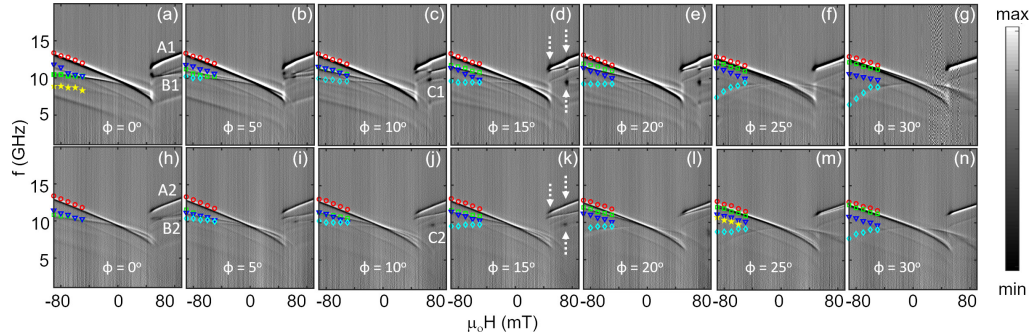 (a) (b) (c) (d) (e) (f) (g) max
15
A1
10
B1 C1
5
ϕ = 0° ϕ = 5° ϕ = 10° ϕ = 15° ϕ = 20° ϕ = 25° ϕ = 30°
f (GHz)
(h) (i) (j) (k) (l) (m) (n)
15
A2
10
B2 C2
5
ϕ = 0° ϕ = 5° ϕ = 10° ϕ = 15° ϕ = 20° ϕ = 25° ϕ = 30°
min
-80 0 80 -80 0 80 -80 0 80 -80 0 80 -80 0 80 -80 0 80 -80 0 80
μₒH (mT)